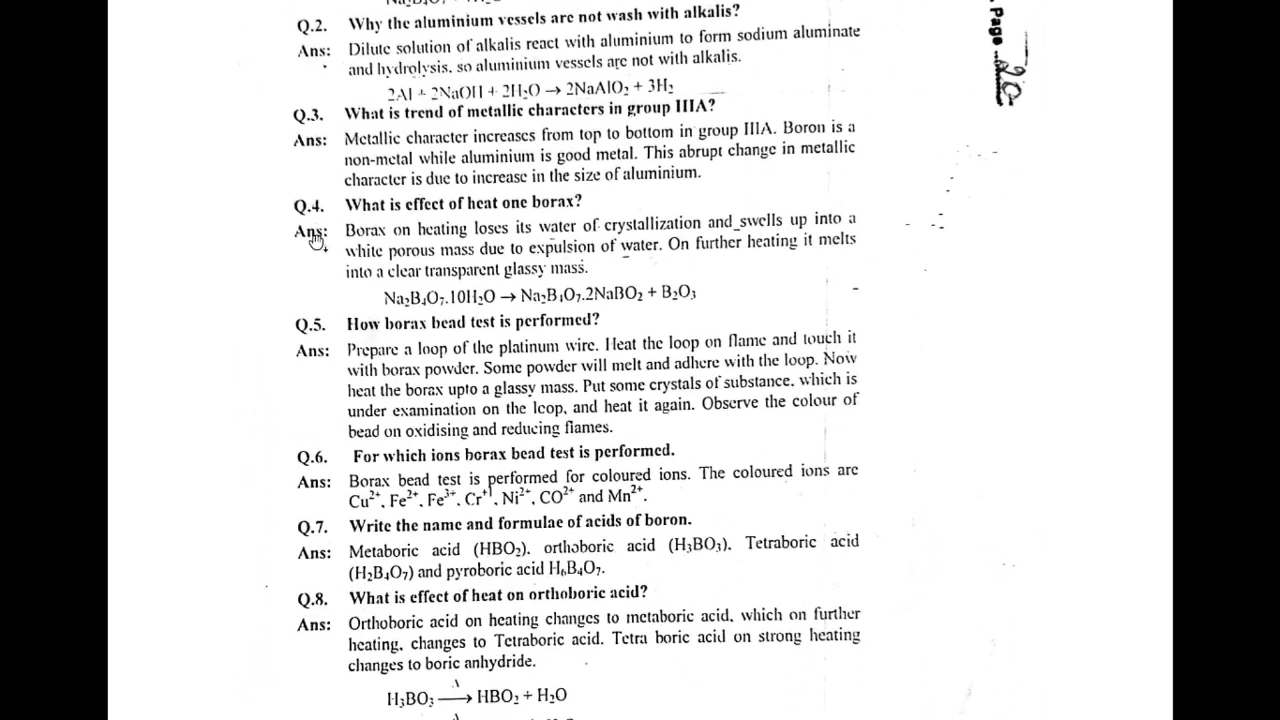 Q.2. Why the aluminium vessels are not wash with alkalis?
Ans: Dilute solution of alkalis react with aluminium to form sodium aluminate
and hydrolysis, so aluminium vessels are not with alkalis.
2Al + 2NaOH + 2H₂O → 2NaAlO₂ + 3H₂
Q.3. What is trend of metallic characters in group IIIA?
Ans: Metallic character increases from top to bottom in group IIIA. Boron is a
non-metal while aluminium is good metal. This abrupt change in metallic
character is due to increase in the size of aluminium.
Q.4. What is effect of heat one borax?
Ans: Borax on heating loses its water of crystallization and swells up into a
white porous mass due to expulsion of water. On further heating it melts
into a clear transparent glassy mass.
Na₂B₄O₇.10H₂O → Na₂B₄O₇.2NaBO₂ + B₂O₃
Q.5. How borax bead test is performed?
Ans: Prepare a loop of the platinum wire. Heat the loop on flame and touch it
with borax powder. Some powder will melt and adhere with the loop. Now
heat the borax upto a glassy mass. Put some crystals of substance, which is
under examination on the loop, and heat it again. Observe the colour of
bead on oxidising and reducing flames.
Q.6. For which ions borax bead test is performed.
Ans: Borax bead test is performed for coloured ions. The coloured ions are
Cu²⁺, Fe²⁺, Fe³⁺, Ni²⁺, CO²⁺ and Mn²⁺.
Q.7. Write the name and formulae of acids of boron.
Ans: Metaboric acid (HBO₂), orthoboric acid (H₃BO₃). Tetraboric acid
(H₂B₄O₇) and pyroboric acid H₆B₄O₇.
Q.8. What is effect of heat on orthoboric acid?
Ans: Orthoboric acid on heating changes to metaboric acid, which on further
heating, changes to Tetraboric acid. Tetra boric acid on strong heating
changes to boric anhydride.
H₃BO₃ → HBO₂ + H₂O
Page 20